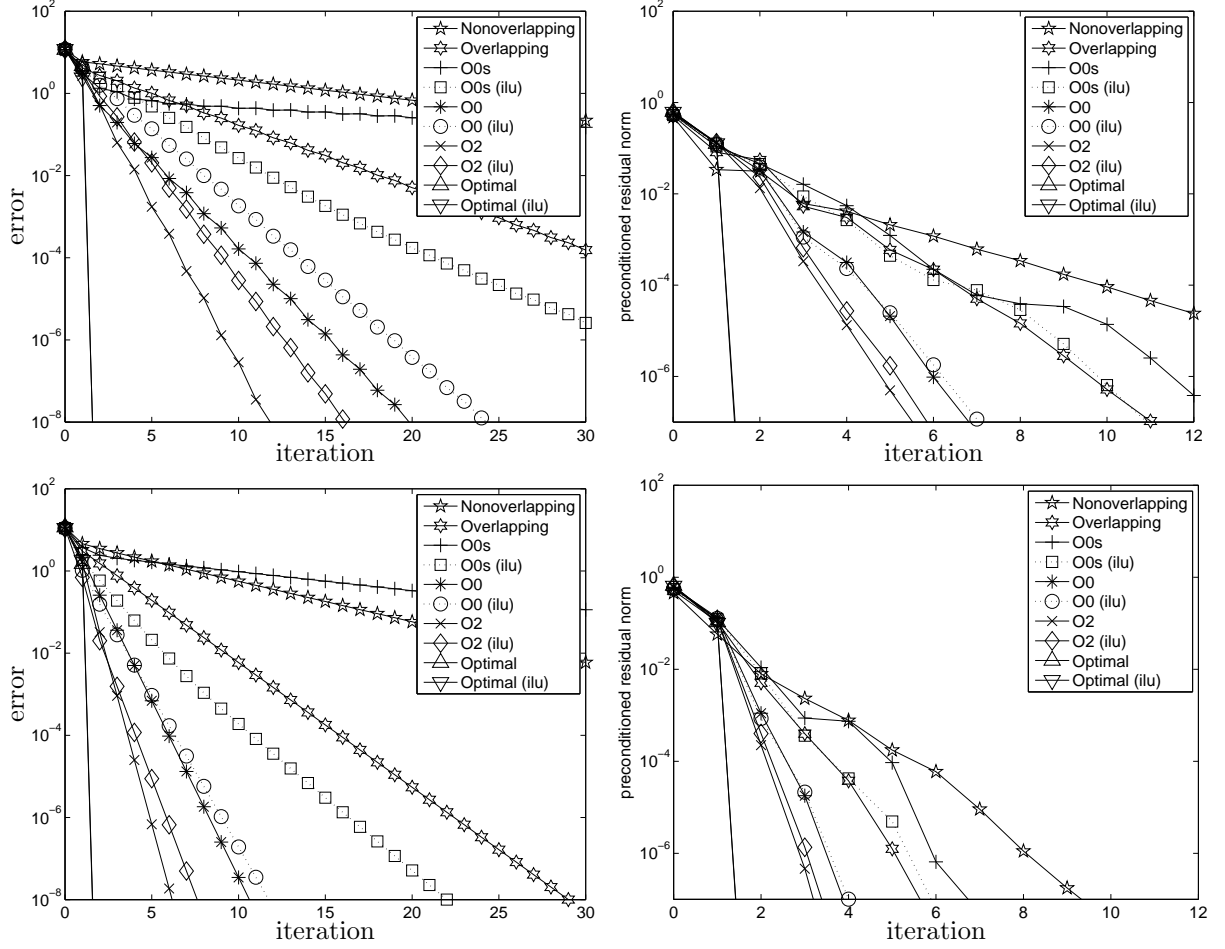 10^2
10^0
10^−2
10^−4
10^−6
10^−8
error
0 5 10 15 20 25 30
iteration
Nonoverlapping
Overlapping
O0s
O0s (ilu)
O0
O0 (ilu)
O2
O2 (ilu)
Optimal
Optimal (ilu)
10^2
10^0
10^−2
10^−4
10^−6
preconditioned residual norm
0 2 4 6 8 10 12
iteration
Nonoverlapping
Overlapping
O0s
O0s (ilu)
O0
O0 (ilu)
O2
O2 (ilu)
Optimal
Optimal (ilu)
10^2
10^0
10^−2
10^−4
10^−6
10^−8
error
0 5 10 15 20 25 30
iteration
Nonoverlapping
Overlapping
O0s
O0s (ilu)
O0
O0 (ilu)
O2
O2 (ilu)
Optimal
Optimal (ilu)
10^2
10^0
10^−2
10^−4
10^−6
preconditioned residual norm
0 2 4 6 8 10 12
iteration
Nonoverlapping
Overlapping
O0s
O0s (ilu)
O0
O0 (ilu)
O2
O2 (ilu)
Optimal
Optimal (ilu)